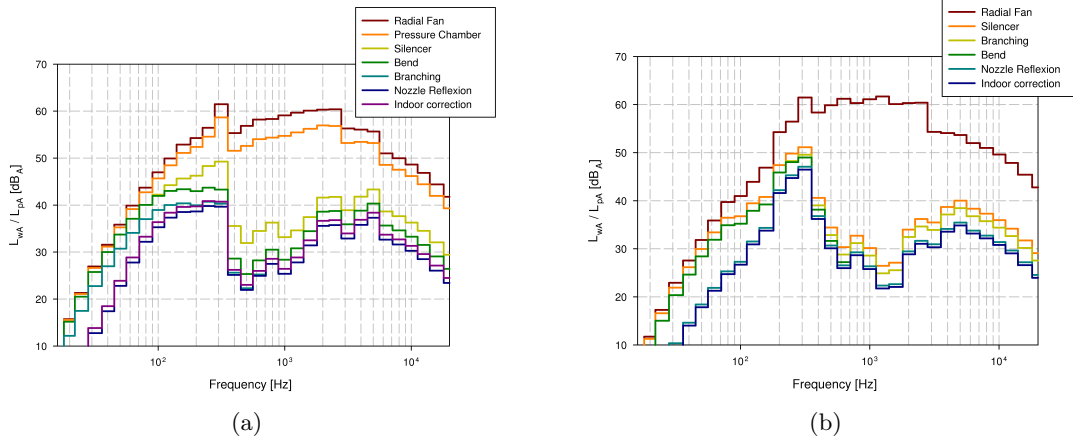 Radial Fan
Pressure Chamber
Silencer
Bend
Branching
Nozzle Reflexion
Indoor correction
70
60
50
40
30
20
10
L_wA / L_pA [dB_A]
10^2
10^3
10^4
Frequency [Hz]
(a)
Radial Fan
Silencer
Branching
Bend
Nozzle Reflexion
Indoor correction
70
60
50
40
30
20
10
L_wA / L_pA [dB_A]
10^2
10^3
10^4
Frequency [Hz]
(b)